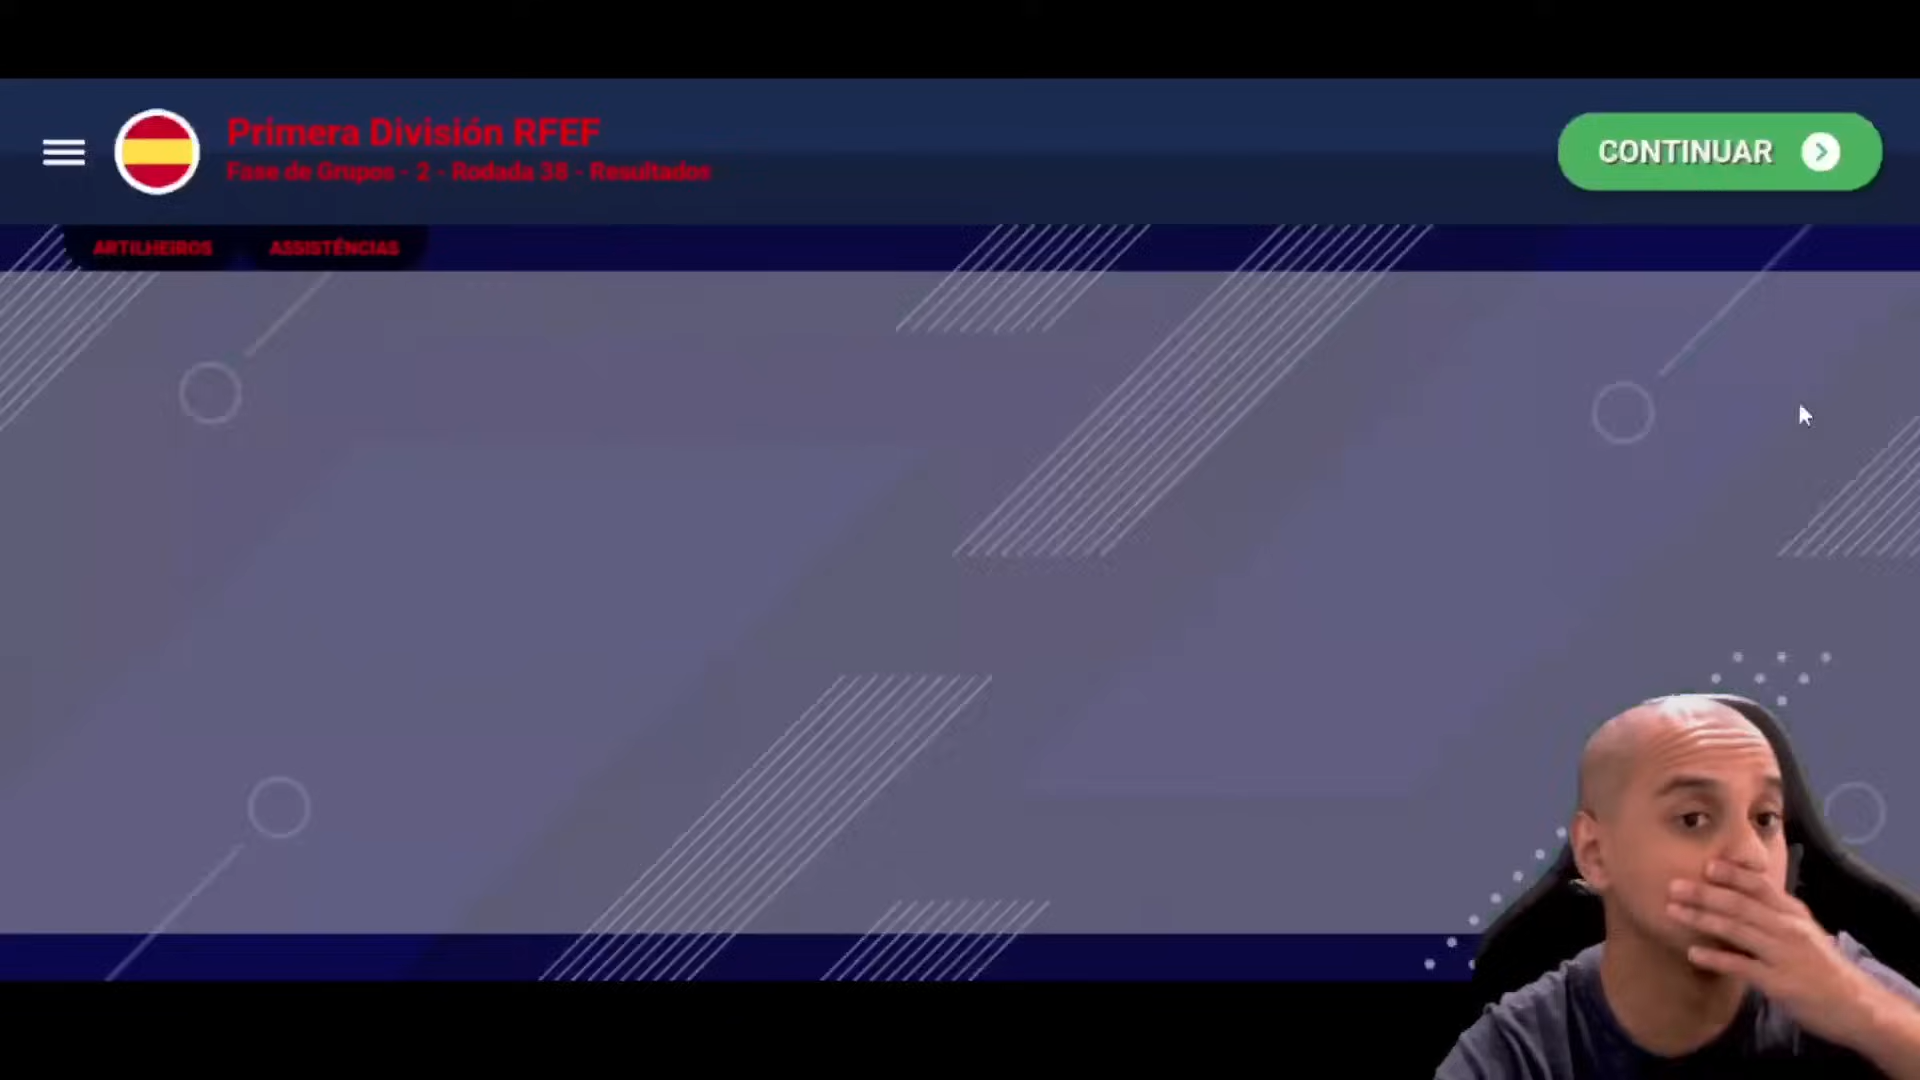 Primera División RFEF
Fase de Grupos - 2 - Rodada 38 - Resultados
CONTINUAR
ARTILHEIROS
ASSISTÊNCIAS